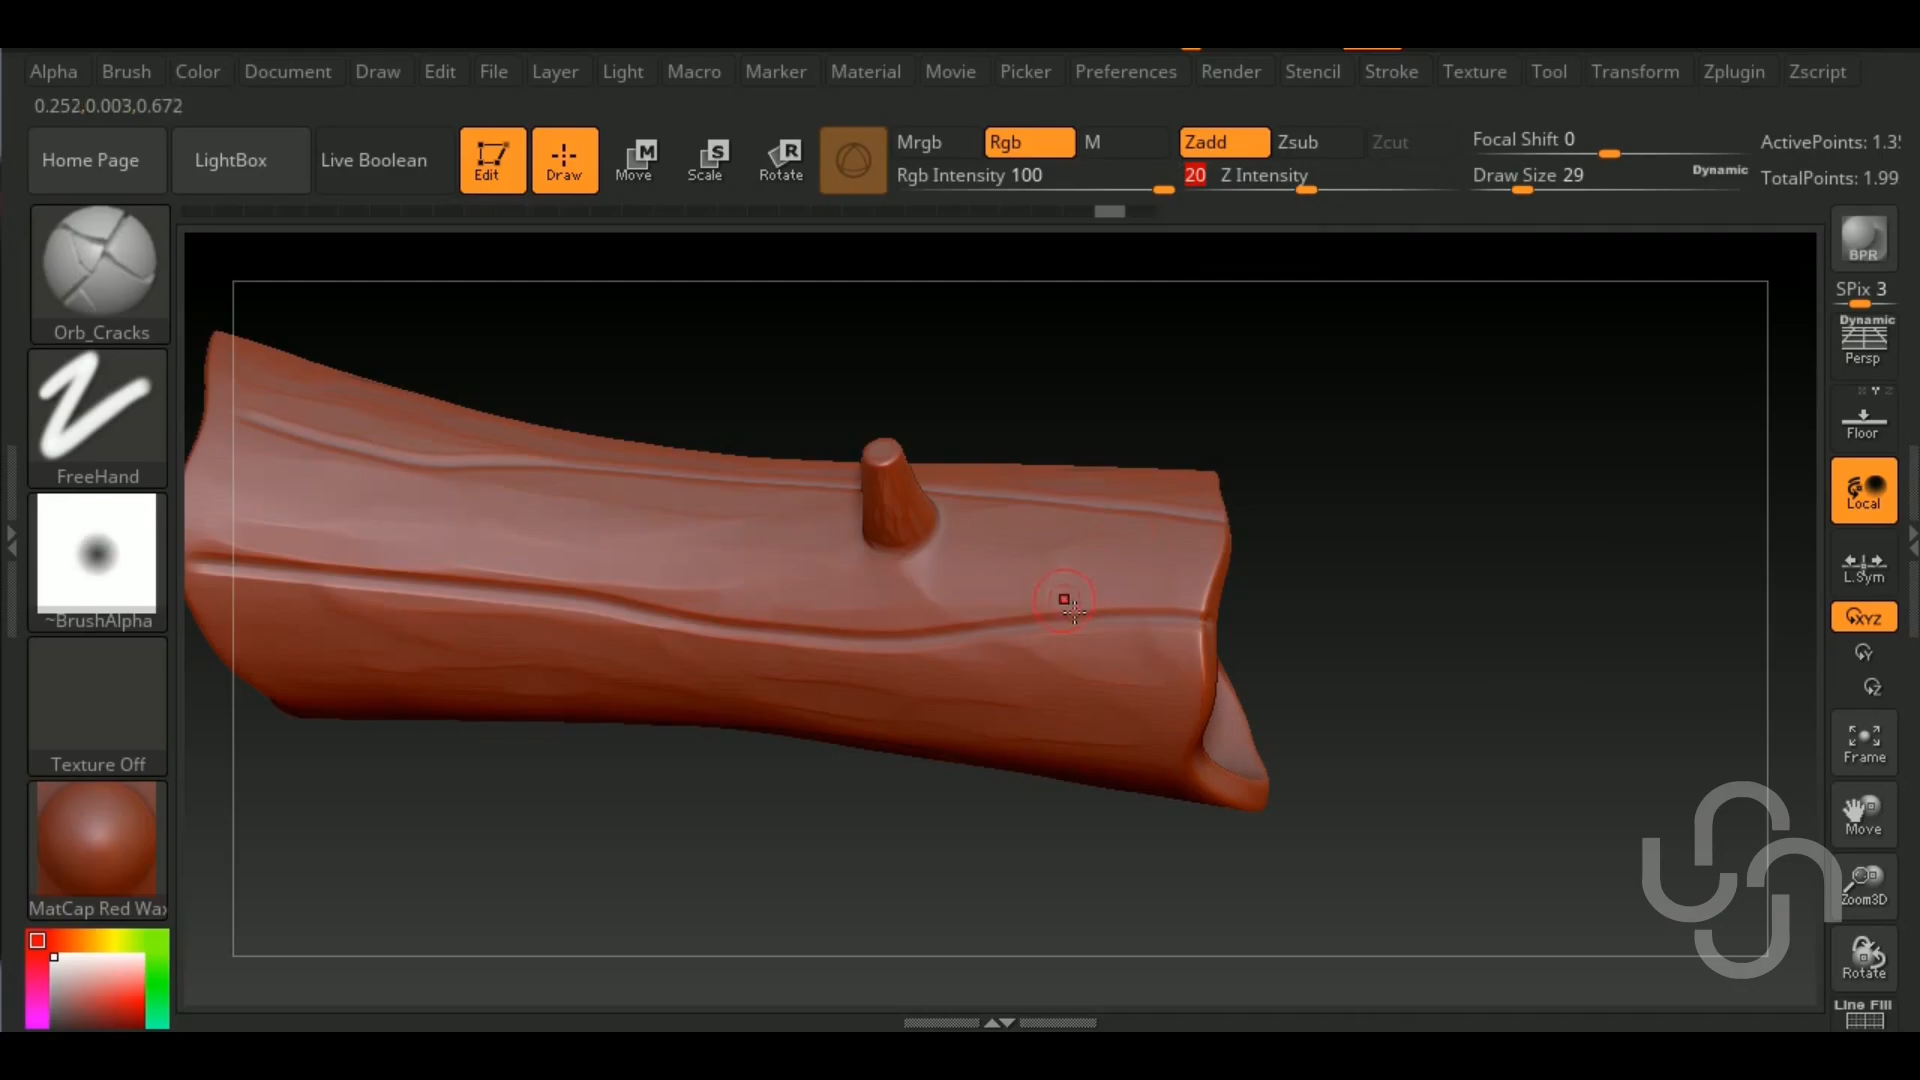 Alpha Brush Color Document Draw Edit File Layer Light Macro Marker Material Movie Picker Preferences Render Stencil Stroke Texture Tool Transform Zplugin Zscript
0.252,0.003,0.672
Home Page LightBox Live Boolean Edit Draw Move Scale Rotate
M S R
Mrgb Rgb M Zadd Zsub Zcut Focal Shift 0 ActivePoints: 1.3
Rgb Intensity 100 20 Z Intensity Draw Size 29 Dynamic TotalPoints: 1.99
Orb_Cracks
FreeHand
~BrushAlpha
Texture Off
MatCap Red Wax
BPR
SPix 3
Dynamic
Persp
Floor
Local
L.Sym
XYZ
Y
Z
Frame
Move
Zoom3D
Rotate
Line Fill